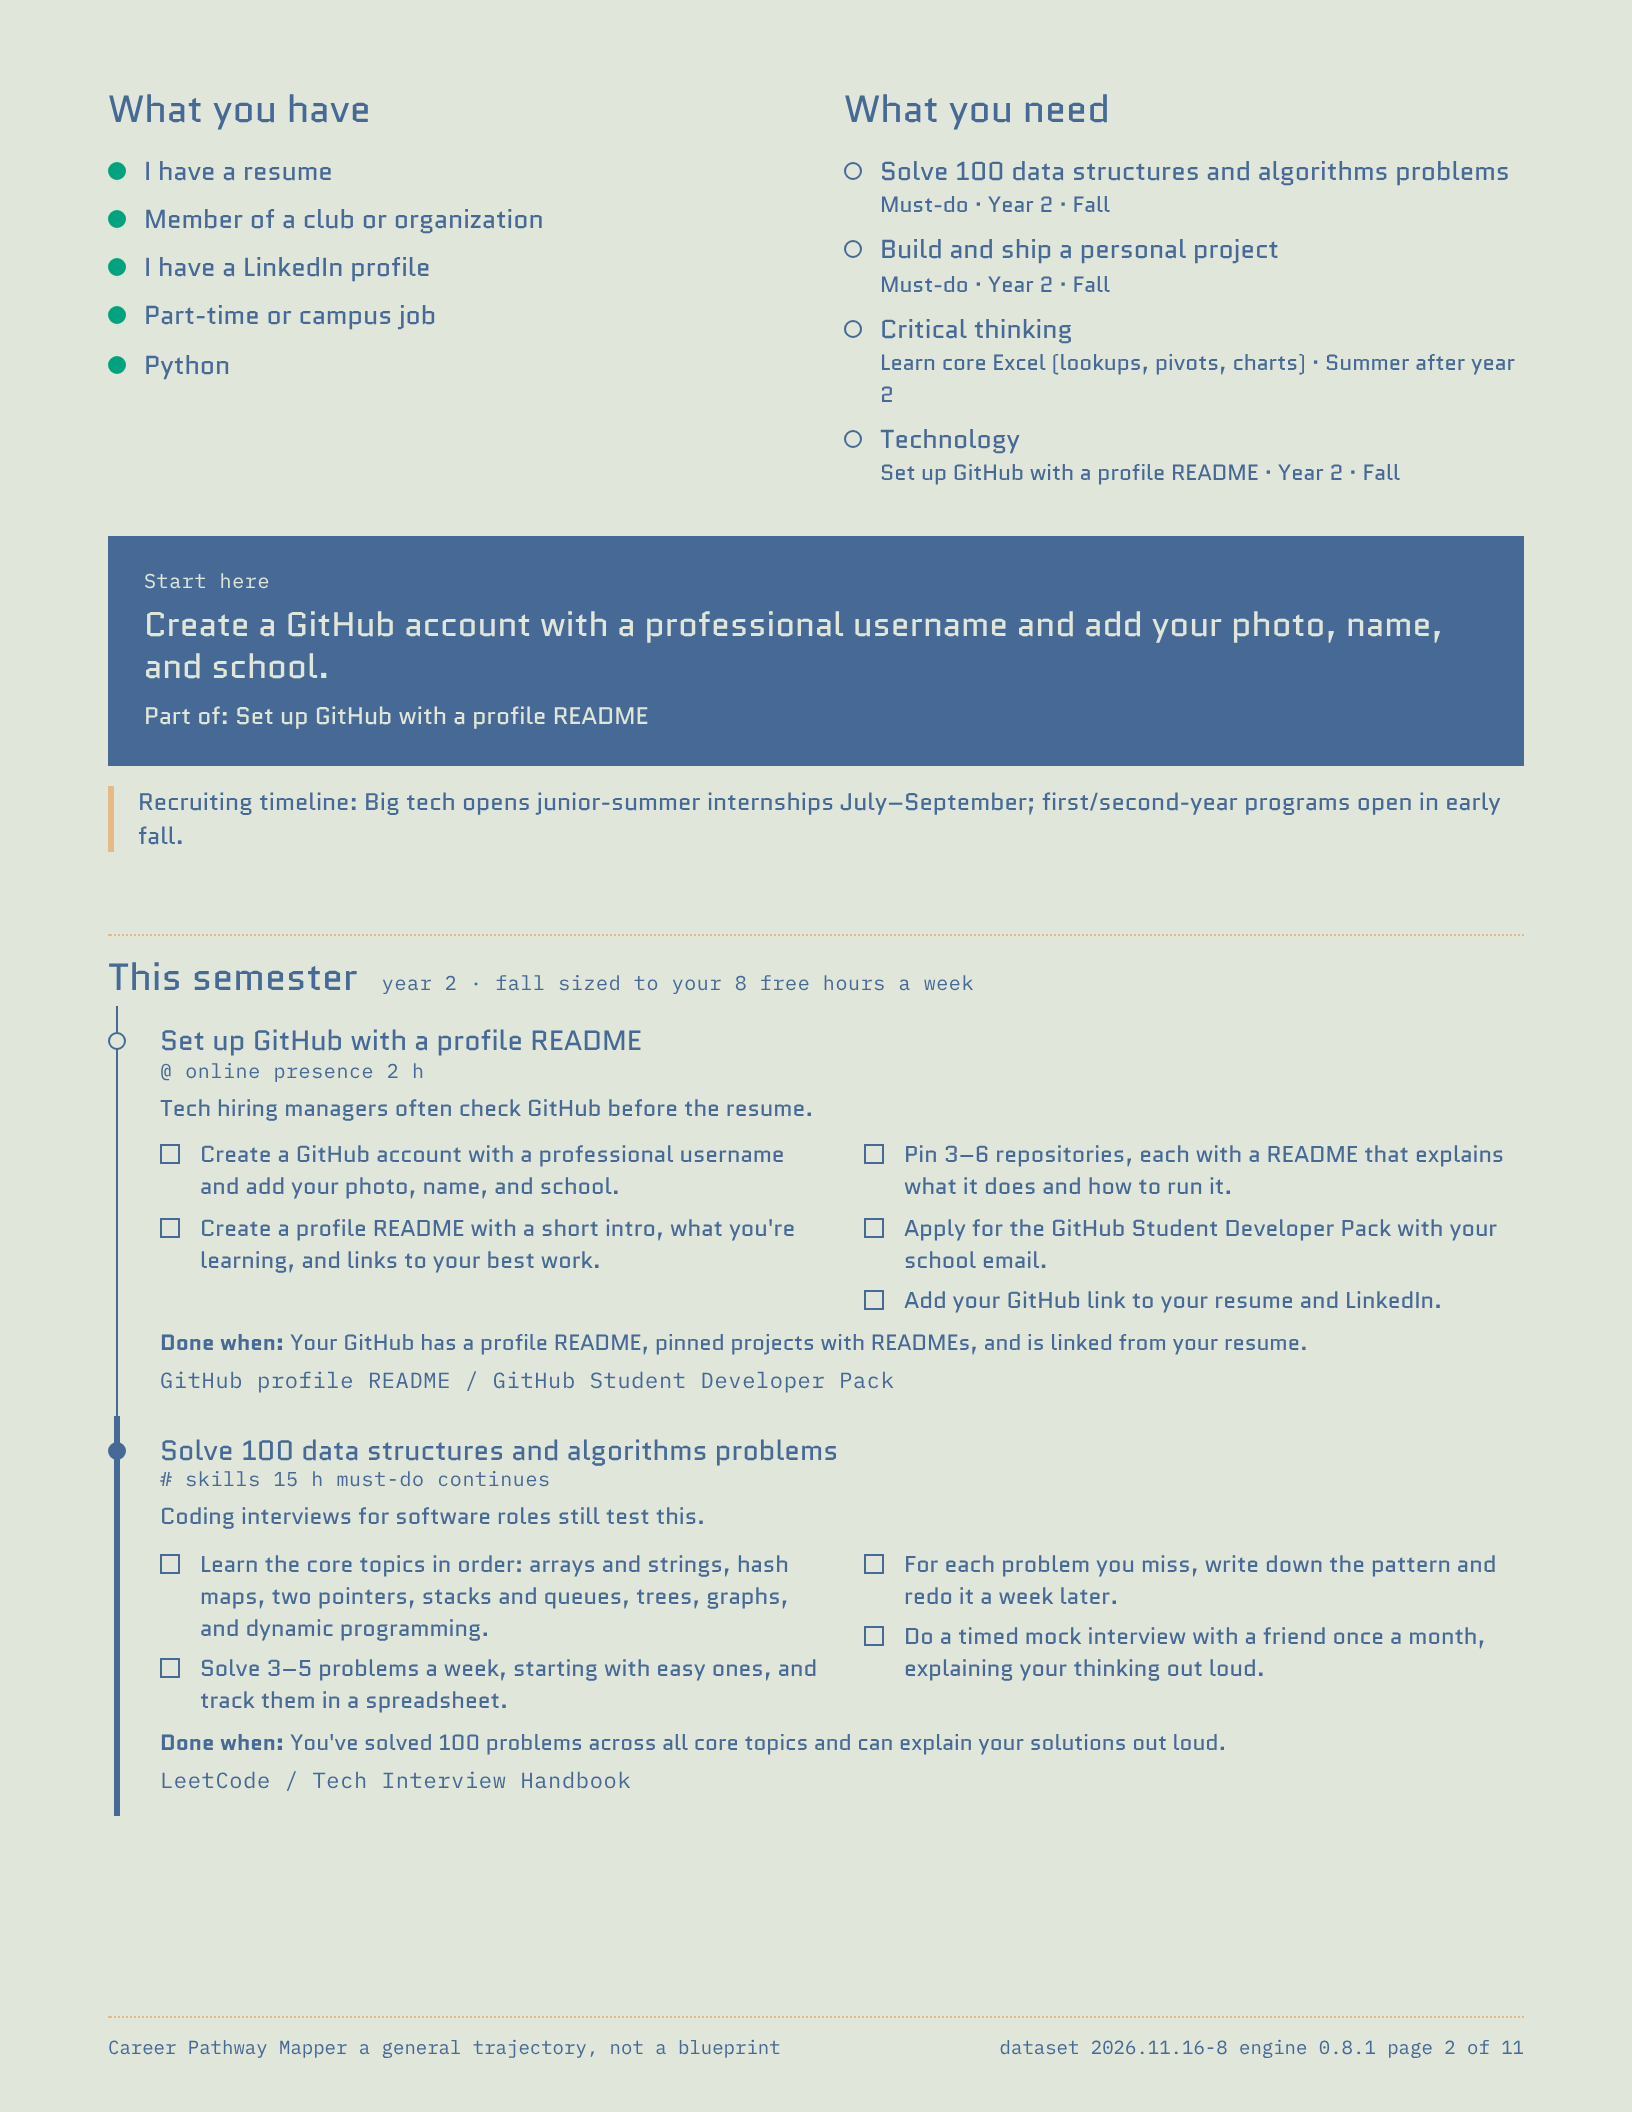 What you have
I have a resume
Member of a club or organization
I have a LinkedIn profile
Part-time or campus job
Python
What you need
Solve 100 data structures and algorithms problems
Must-do · Year 2 · Fall
Build and ship a personal project
Must-do · Year 2 · Fall
Critical thinking
Learn core Excel (lookups, pivots, charts) · Summer after year
2
Technology
Set up GitHub with a profile README · Year 2 · Fall
Start here
Create a GitHub account with a professional username and add your photo, name,
and school.
Part of: Set up GitHub with a profile README
Recruiting timeline: Big tech opens junior-summer internships July–September; first/second-year programs open in early
fall.
This semester year 2 · fall sized to your 8 free hours a week
Set up GitHub with a profile README
@ online presence 2 h
Tech hiring managers often check GitHub before the resume.
Create a GitHub account with a professional username
and add your photo, name, and school.
Create a profile README with a short intro, what you're
learning, and links to your best work.
Pin 3–6 repositories, each with a README that explains
what it does and how to run it.
Apply for the GitHub Student Developer Pack with your
school email.
Add your GitHub link to your resume and LinkedIn.
Done when: Your GitHub has a profile README, pinned projects with READMEs, and is linked from your resume.
GitHub profile README / GitHub Student Developer Pack
Solve 100 data structures and algorithms problems
# skills 15 h must-do continues
Coding interviews for software roles still test this.
Learn the core topics in order: arrays and strings, hash
maps, two pointers, stacks and queues, trees, graphs,
and dynamic programming.
Solve 3–5 problems a week, starting with easy ones, and
track them in a spreadsheet.
For each problem you miss, write down the pattern and
redo it a week later.
Do a timed mock interview with a friend once a month,
explaining your thinking out loud.
Done when: You've solved 100 problems across all core topics and can explain your solutions out loud.
LeetCode / Tech Interview Handbook
Career Pathway Mapper a general trajectory, not a blueprint
dataset 2026.11.16-8 engine 0.8.1 page 2 of 11